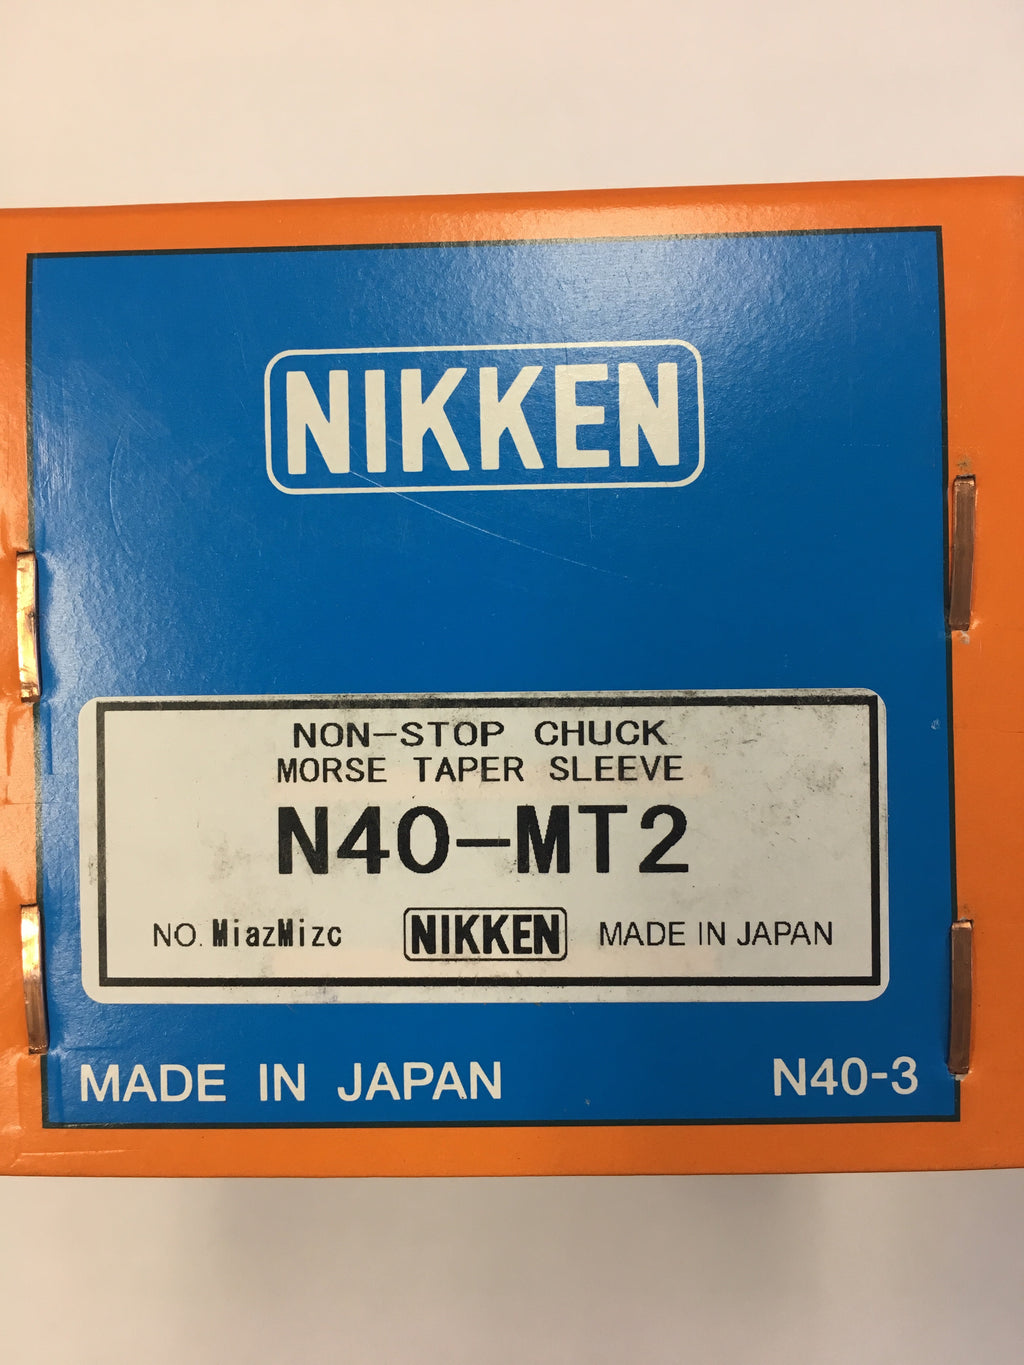 NIKKEN
NON-STOP CHUCK
MORSE TAPER SLEEVE
N40-MT2
NO. MiazMizc NIKKEN MADE IN JAPAN
MADE IN JAPAN N40-3